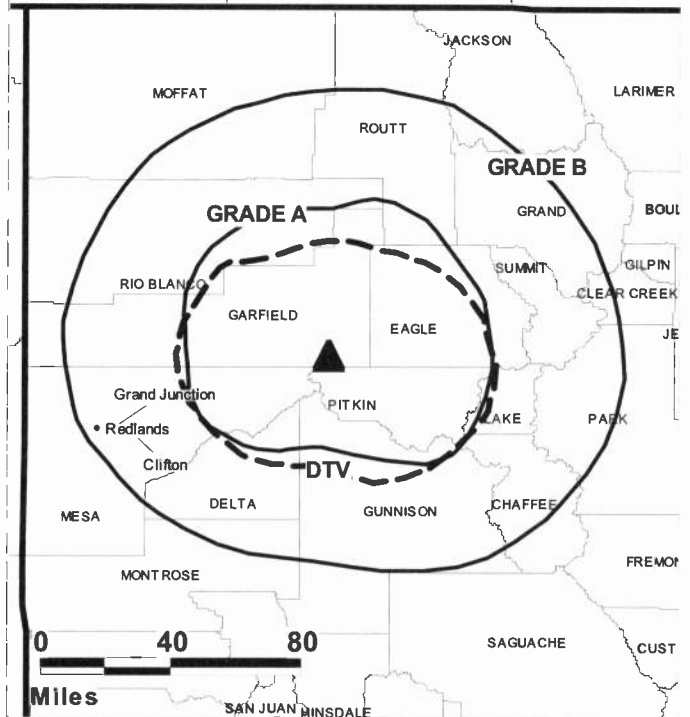 JACKSON
MOFFAT
LARIMER
ROUTT
GRADE B
GRADE A
GRAND
BOUL
SUMMIT
GILPIN
RIO BLANCO
CLEAR CREEK
GARFIELD
EAGLE
JE
Grand Junction
PITKIN
LAKE
PARK
Redlands
Clifton
DTV
DELTA
CHAFFEE
MESA
GUNNISON
MONTROSE
FREMON
0 40 80
SAGUACHE
CUST
Miles
SAN JUAN
HINSDALE